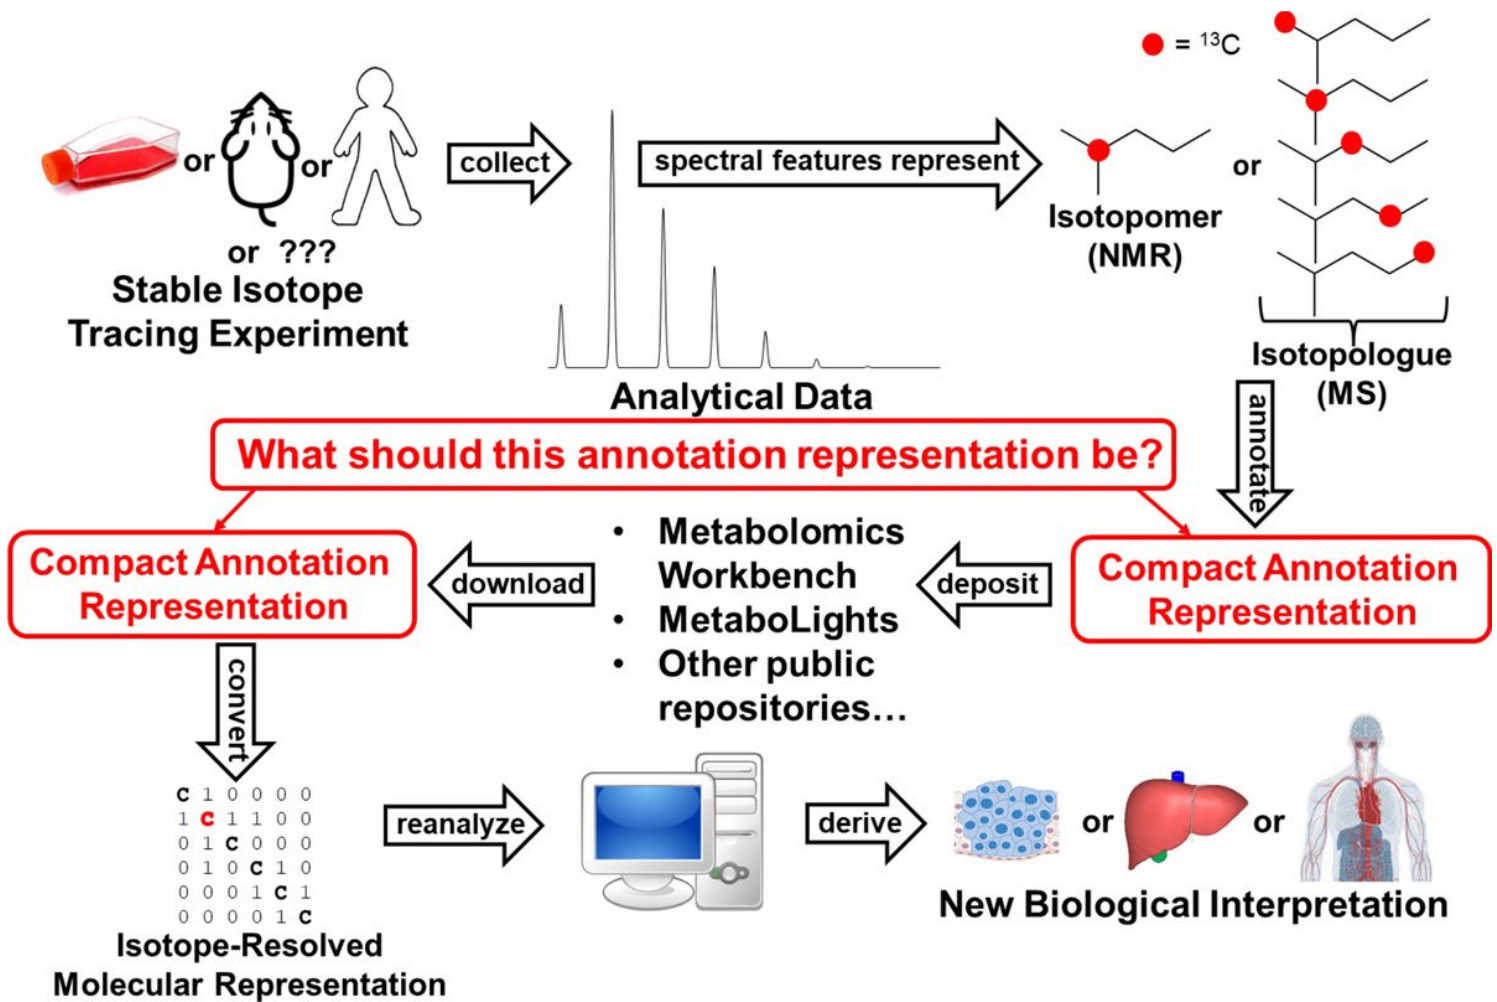 = ¹³C
or
or
collect
spectral features represent
or
or ???
Stable Isotope
Tracing Experiment
Isotopomer
(NMR)
Isotopologue
(MS)
Analytical Data
annotate
What should this annotation representation be?
Compact Annotation
Representation
deposit
• Metabolomics
Workbench
• MetaboLights
• Other public
repositories…
download
Compact Annotation
Representation
convert
C 1 0 0 0 0
1 C 1 1 0 0
0 1 C 0 0 0
0 1 0 C 1 0
0 0 0 1 C 1
0 0 0 0 1 C
Isotope-Resolved
Molecular Representation
reanalyze
derive
or
or
New Biological Interpretation